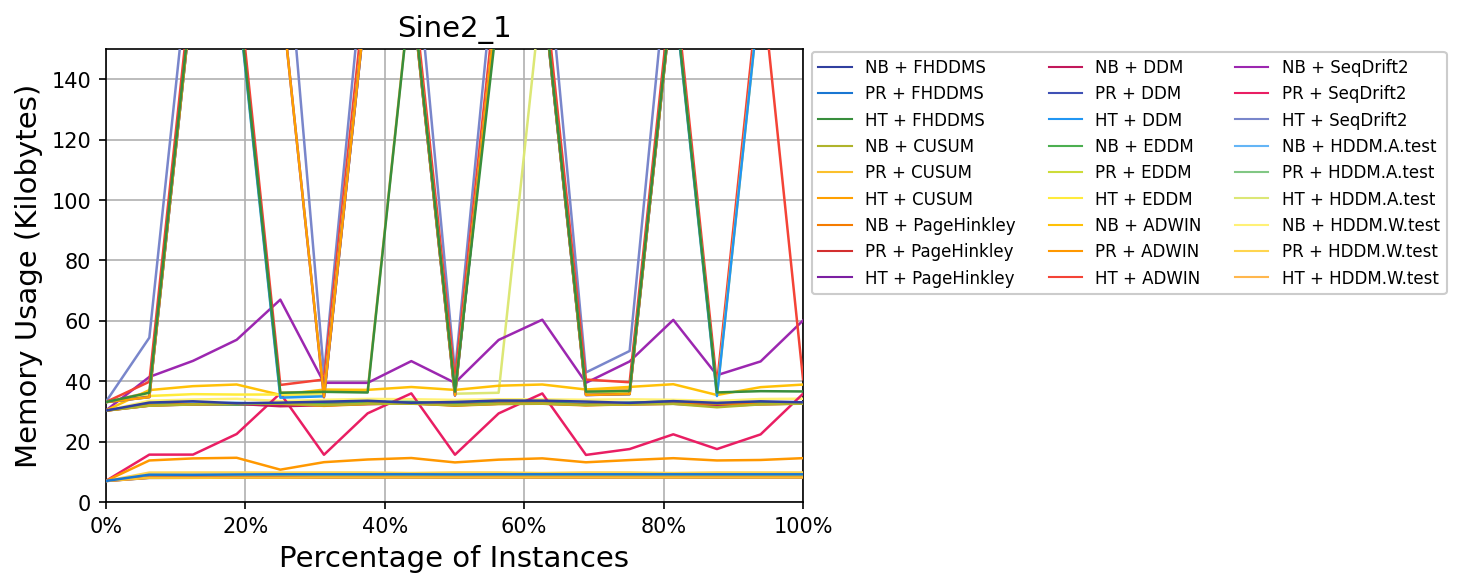 Sine2_1
Memory Usage (Kilobytes)
140
120
100
80
60
40
20
0
0%
20%
40%
60%
80%
100%
Percentage of Instances
NB + FHDDMS
PR + FHDDMS
HT + FHDDMS
NB + CUSUM
PR + CUSUM
HT + CUSUM
NB + PageHinkley
PR + PageHinkley
HT + PageHinkley
NB + DDM
PR + DDM
HT + DDM
NB + EDDM
PR + EDDM
HT + EDDM
NB + ADWIN
PR + ADWIN
HT + ADWIN
NB + SeqDrift2
PR + SeqDrift2
HT + SeqDrift2
NB + HDDM.A.test
PR + HDDM.A.test
HT + HDDM.A.test
NB + HDDM.W.test
PR + HDDM.W.test
HT + HDDM.W.test